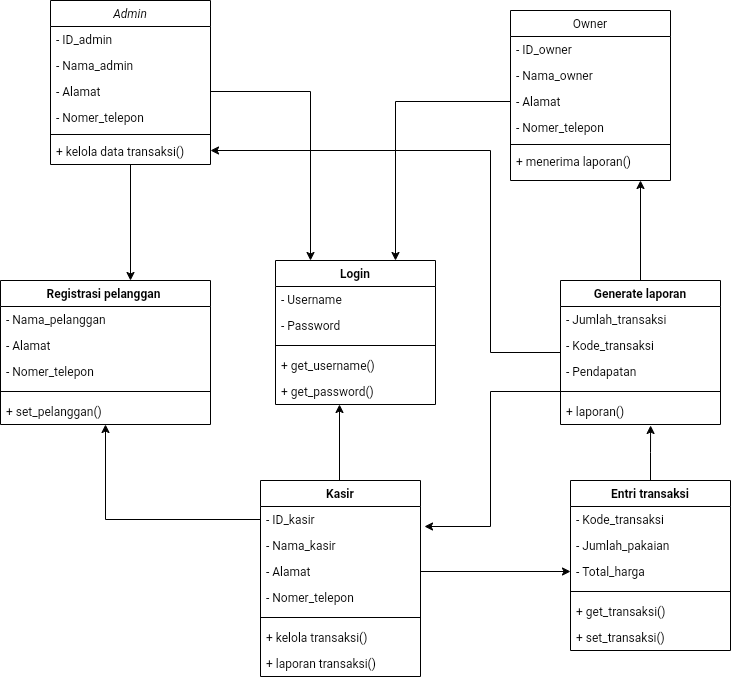 Admin
- ID_admin
- Nama_admin
- Alamat
- Nomer_telepon
+ kelola data transaksi()
Owner
- ID_owner
- Nama_owner
- Alamat
- Nomer_telepon
+ menerima laporan()
Registrasi pelanggan
- Nama_pelanggan
- Alamat
- Nomer_telepon
+ set_pelanggan()
Login
- Username
- Password
+ get_username()
+ get_password()
Generate laporan
- Jumlah_transaksi
- Kode_transaksi
- Pendapatan
+ laporan()
Kasir
- ID_kasir
- Nama_kasir
- Alamat
- Nomer_telepon
+ kelola transaksi()
+ laporan transaksi()
Entri transaksi
- Kode_transaksi
- Jumlah_pakaian
- Total_harga
+ get_transaksi()
+ set_transaksi()